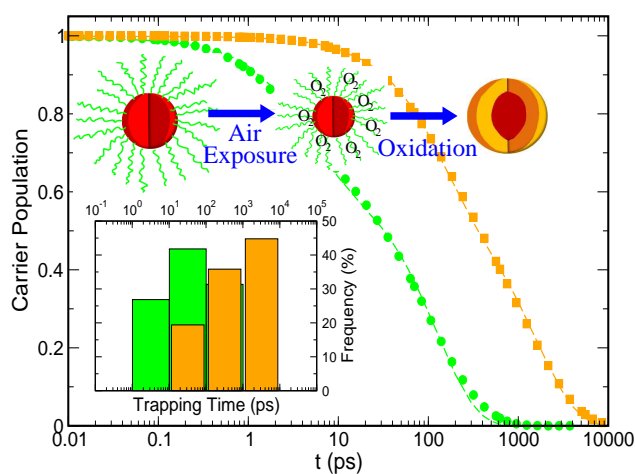 Carrier Population
1
0.8
0.6
0.4
0.2
0
0.01 0.1 1 10 100 1000 10000
t (ps)
O2 O2
O2 O2
O2 O2
O2 O2
Air
Exposure
Oxidation
10-1 100 101 102 103 104 105
50
40
30
20
10
0
Frequency (%)
Trapping Time (ps)